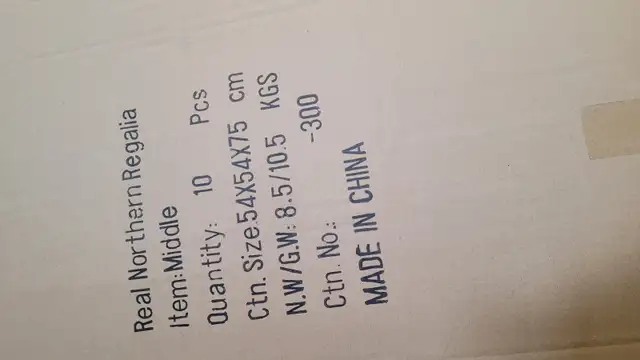 Real Northern Regalia
Item:Middle
Quantity: 10 Pcs
Ctn. Size:54X54X75 cm
N.W/G.W: 8.5/10.5 KGS
Ctn. No.: -300
MADE IN CHINA